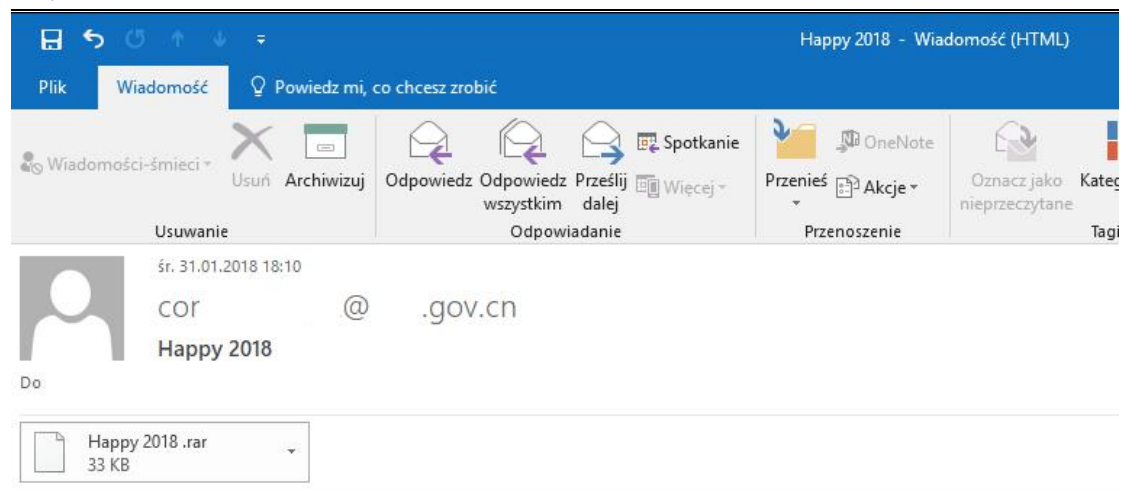 Happy 2018 - Wiadomość (HTML)
Plik Wiadomość Powiedz mi, co chcesz zrobić
Wiadomości-śmieci
Usuń
Archiwizuj
Usuwanie
Odpowiedz
Odpowiedz
wszystkim
Prześlij
dalej
Spotkanie
Więcej
Odpowiadanie
Przenieś
OneNote
Akcje
Przenoszenie
Oznacz jako
nieprzeczytane
Kateg
Tagi
śr. 31.01.2018 18:10
cor @ .gov.cn
Happy 2018
Do
Happy 2018 .rar
33 KB